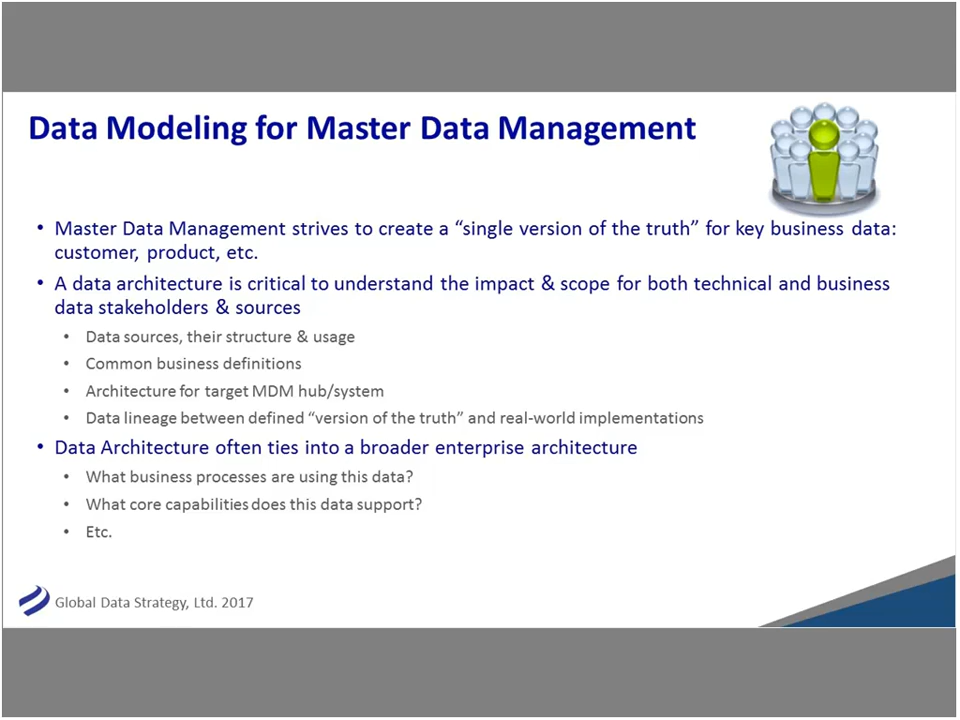 Data Modeling for Master Data Management
• Master Data Management strives to create a “single version of the truth” for key business data:
customer, product, etc.
• A data architecture is critical to understand the impact & scope for both technical and business
data stakeholders & sources
• Data sources, their structure & usage
• Common business definitions
• Architecture for target MDM hub/system
• Data lineage between defined “version of the truth” and real-world implementations
• Data Architecture often ties into a broader enterprise architecture
• What business processes are using this data?
• What core capabilities does this data support?
• Etc.
Global Data Strategy, Ltd. 2017